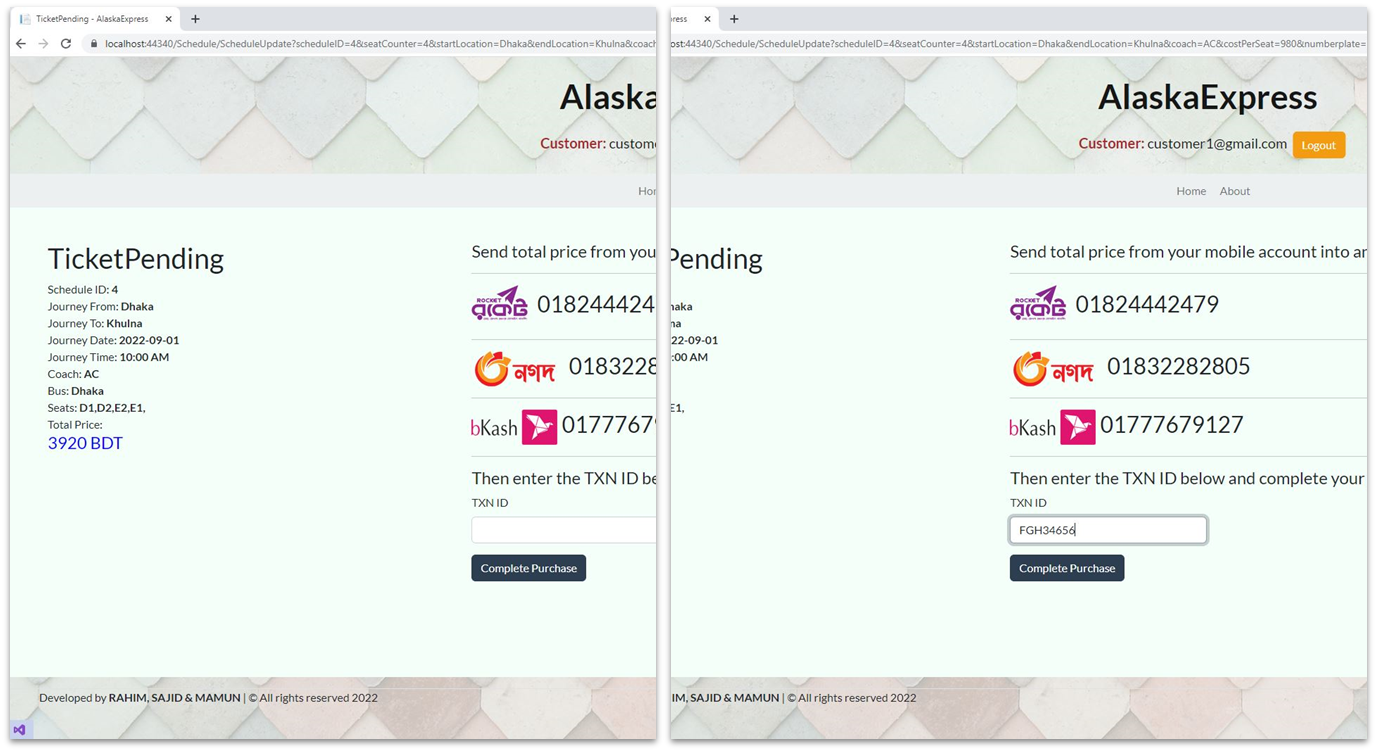 TicketPending - AlaskaExpress
localhost:44340/Schedule/ScheduleUpdate?scheduleID=4&seatCounter=4&startLocation=Dhaka&endLocation=Khulna&coach
Alaska
Customer: custom
Hom
TicketPending
Schedule ID: 4
Journey From: Dhaka
Journey To: Khulna
Journey Date: 2022-09-01
Journey Time: 10:00 AM
Coach: AC
Bus: Dhaka
Seats: D1,D2,E2,E1,
Total Price:
3920 BDT
Send total price from you
ROCKET
রকেট
018244424
নগদ 0183228
bKash 0177767
Then enter the TXN ID be
TXN ID
Complete Purchase
Developed by RAHIM, SAJID & MAMUN | © All rights reserved 2022
ress
ost:44340/Schedule/ScheduleUpdate?scheduleID=4&seatCounter=4&startLocation=Dhaka&endLocation=Khulna&coach=AC&costPerSeat=980&numberplate=
AlaskaExpress
Customer: customer1@gmail.com Logout
Home About
Pending
haka
na
22-09-01
:00 AM
E1,
Send total price from your mobile account into an
ROCKET
রকেট
01824442479
নগদ 01832282805
bKash 01777679127
Then enter the TXN ID below and complete your
TXN ID
FGH34656
Complete Purchase
IM, SAJID & MAMUN | © All rights reserved 2022